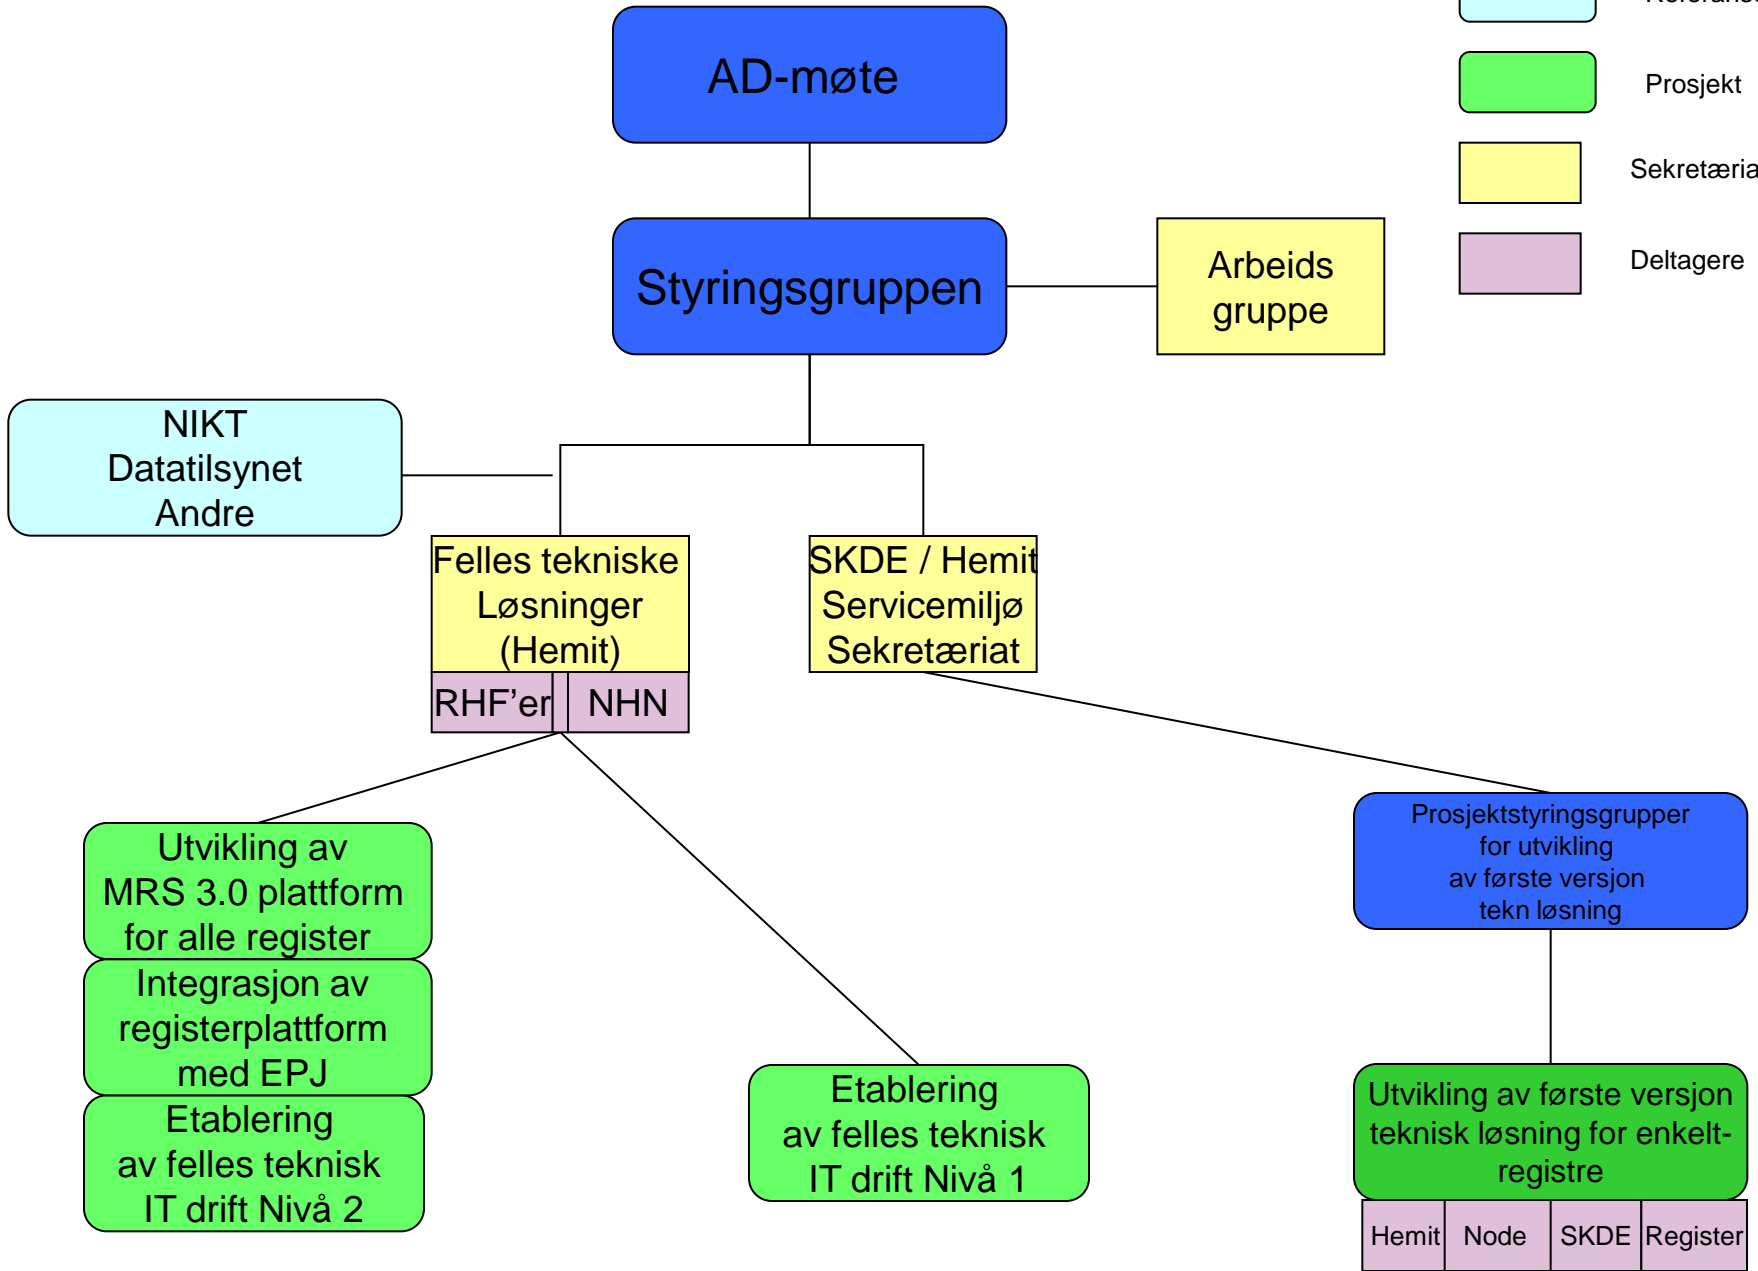 AD-møte
Prosjekt
Deltagere
Styringsgruppen
Arbeids
gruppe
NIKT
Datatilsynet
Andre
Felles tekniske
Løsninger
(Hemit)
RHF’er
NHN
SKDE / Hemit
Servicemiljø
Sekretæriat
Utvikling av
MRS 3.0 plattform
for alle register
Integrasjon av
registerplattform
med EPJ
Etablering
av felles teknisk
IT drift Nivå 2
Etablering
av felles teknisk
IT drift Nivå 1
Prosjektstyringsgrupper
for utvikling
av første versjon
tekn løsning
Utvikling av første versjon
teknisk løsning for enkelt-
registre
Hemit
Node
SKDE
Register